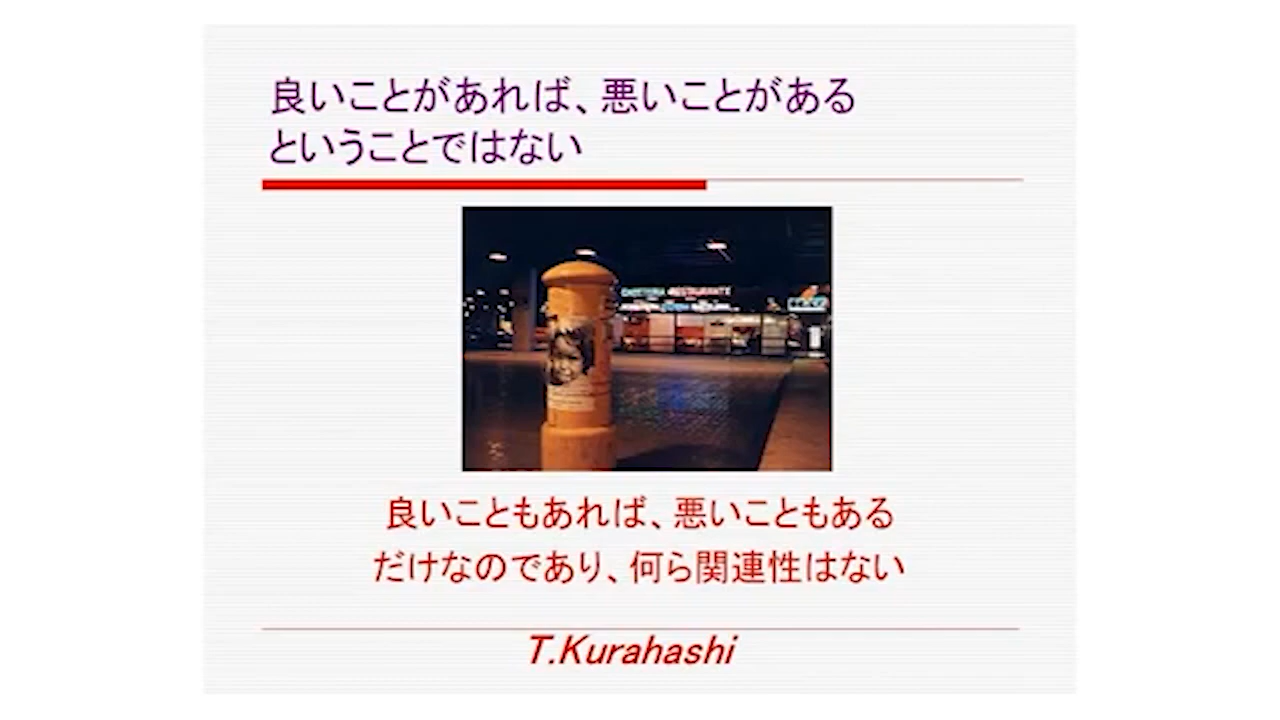 良いことがあれば、悪いことがある
ということではない
良いこともあれば、悪いこともある
だけなのであり、何ら関連性はない
T.Kurahashi